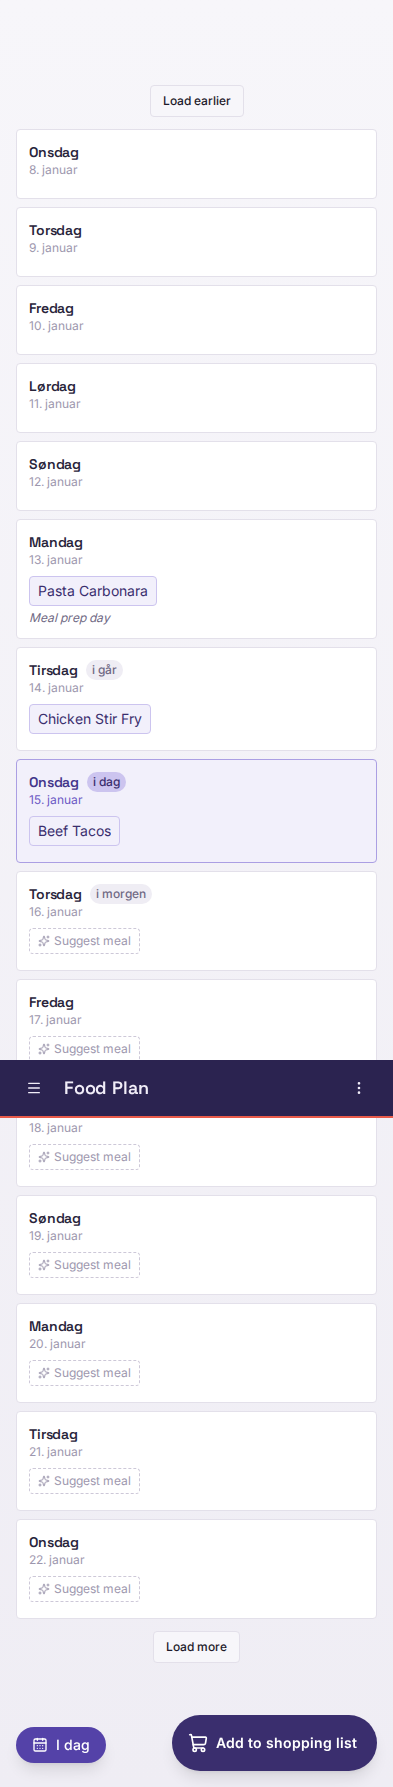 Load earlier
Onsdag
8. januar
Torsdag
9. januar
Fredag
10. januar
Lørdag
11. januar
Søndag
12. januar
Mandag
13. januar
Pasta Carbonara
Meal prep day
Tirsdag i går
14. januar
Chicken Stir Fry
Onsdag i dag
15. januar
Beef Tacos
Torsdag i morgen
16. januar
Suggest meal
Fredag
17. januar
Suggest meal
Food Plan
18. januar
Suggest meal
Søndag
19. januar
Suggest meal
Mandag
20. januar
Suggest meal
Tirsdag
21. januar
Suggest meal
Onsdag
22. januar
Suggest meal
Load more
I dag
Add to shopping list